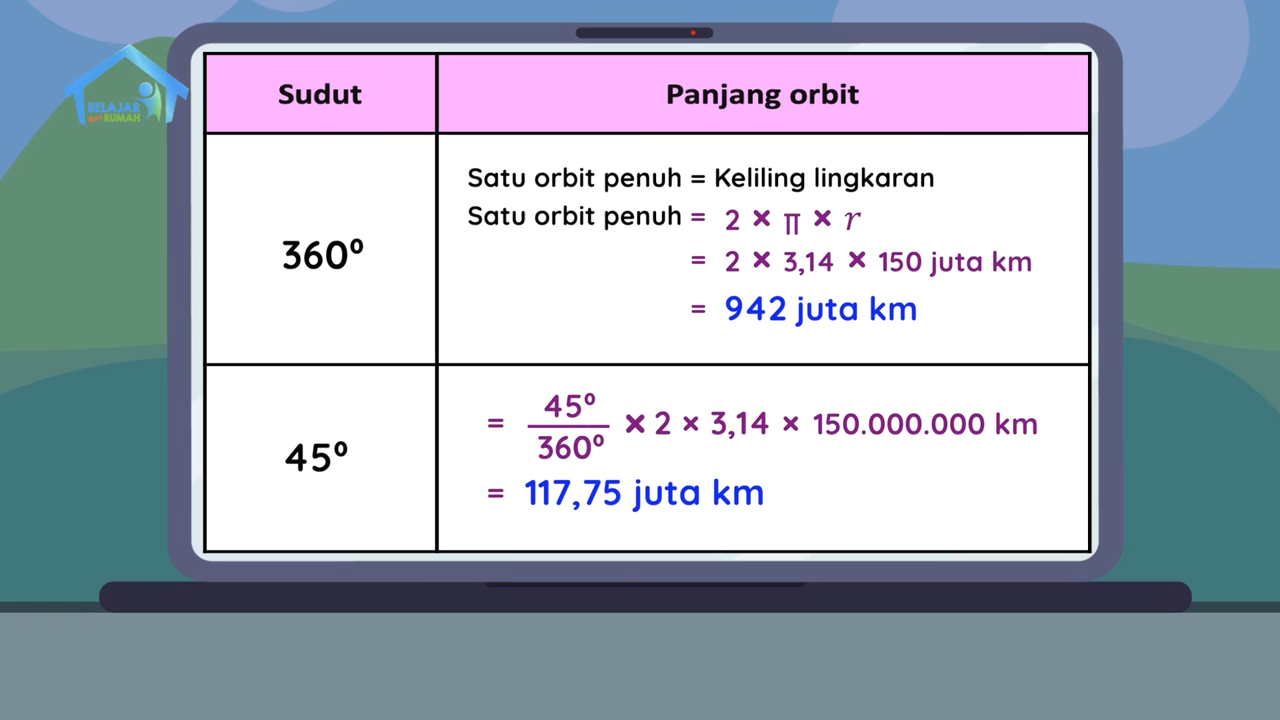 BELAJAR
dari RUMAH
Sudut
Panjang orbit
360⁰
Satu orbit penuh = Keliling lingkaran
Satu orbit penuh = 2 × π × r
= 2 × 3,14 × 150 juta km
= 942 juta km
45⁰
= 45⁰/360⁰ × 2 × 3,14 × 150.000.000 km
= 117,75 juta km